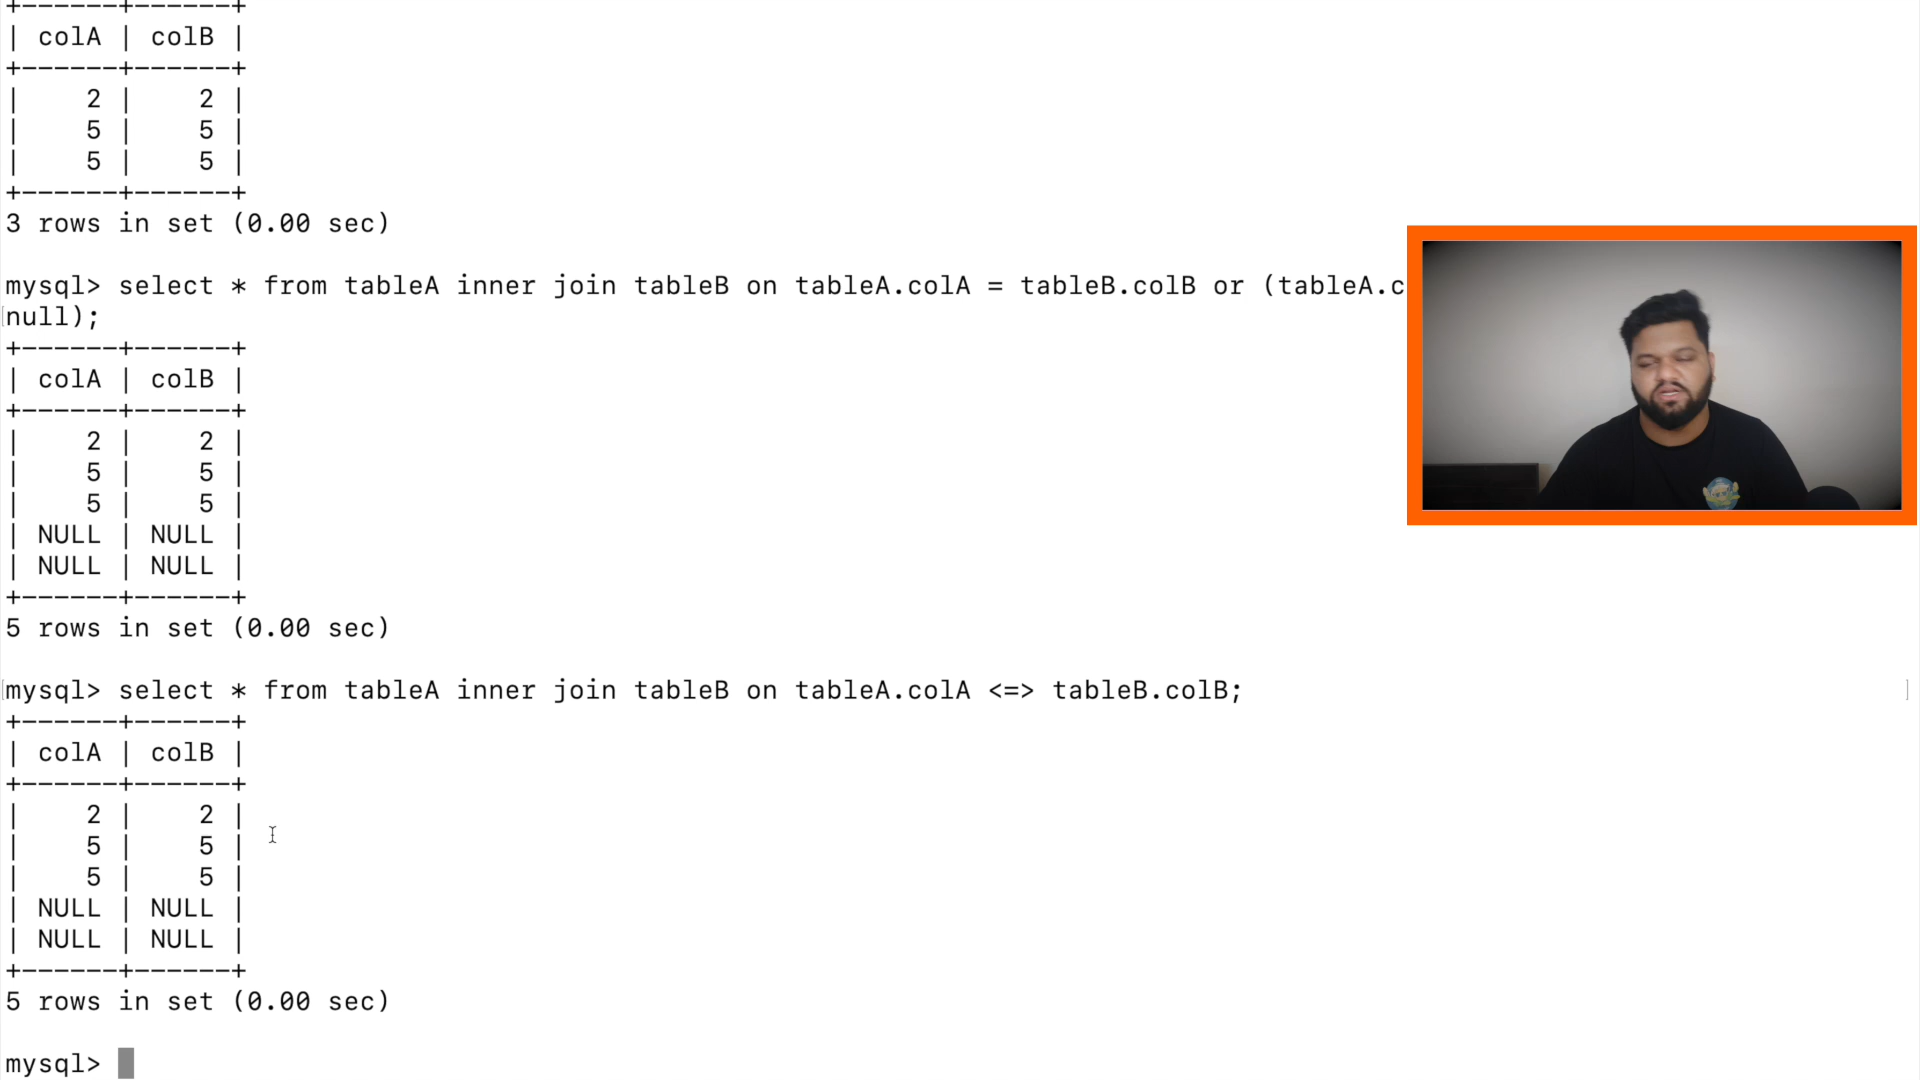 +------+------+
| colA | colB |
+------+------+
|    2 |    2 |
|    5 |    5 |
|    5 |    5 |
+------+------+
3 rows in set (0.00 sec)
mysql> select * from tableA inner join tableB on tableA.colA = tableB.colB or (tableA.c
null);
+------+------+
| colA | colB |
+------+------+
|    2 |    2 |
|    5 |    5 |
|    5 |    5 |
| NULL | NULL |
| NULL | NULL |
+------+------+
5 rows in set (0.00 sec)
mysql> select * from tableA inner join tableB on tableA.colA <=> tableB.colB;
+------+------+
| colA | colB |
+------+------+
|    2 |    2 |
|    5 |    5 |
|    5 |    5 |
| NULL | NULL |
| NULL | NULL |
+------+------+
5 rows in set (0.00 sec)
mysql>